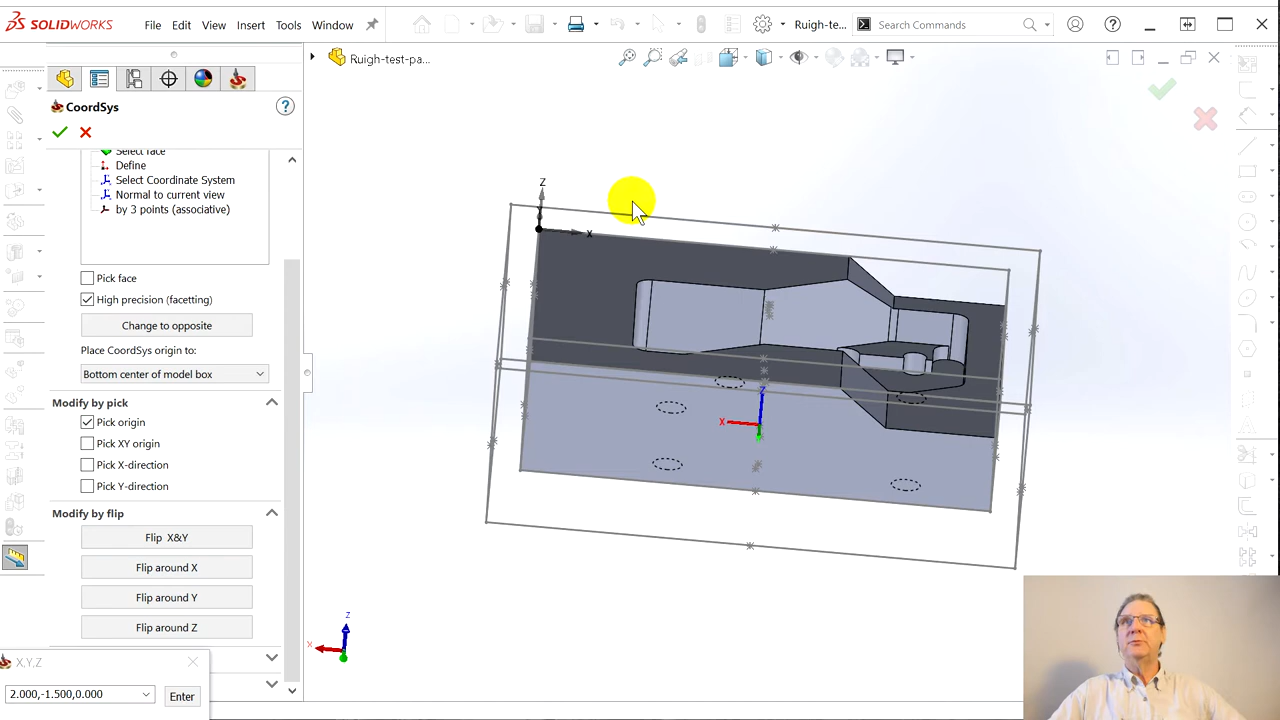 SOLIDWORKS File Edit View Insert Tools Window Ruigh-te... Search Commands
Ruigh-test-pa...
CoordSys
Select face
Define
Select Coordinate System
Normal to current view
by 3 points (associative)
Pick face
High precision (facetting)
Change to opposite
Place CoordSys origin to:
Bottom center of model box
Modify by pick
Pick origin
Pick XY origin
Pick X-direction
Pick Y-direction
Modify by flip
Flip X&Y
Flip around X
Flip around Y
Flip around Z
X,Y,Z
2.000,-1.500,0.000 Enter
Z
X
Z
X
Z
X